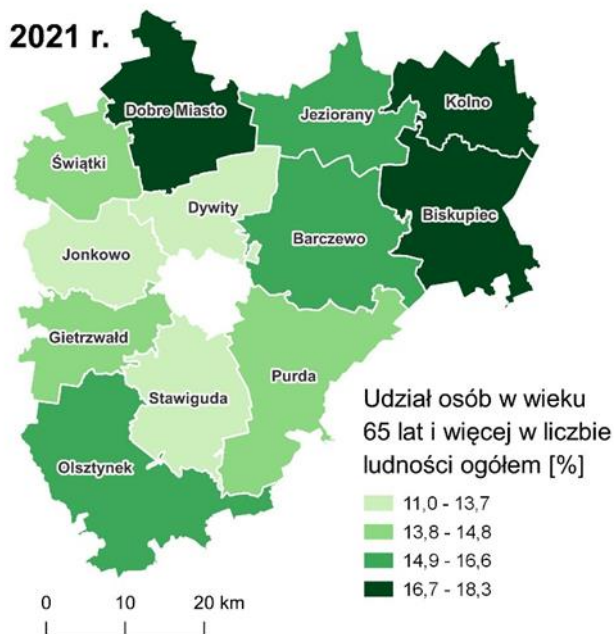 2021 r.
Dobre Miasto
Jeziorany
Kolno
Świątki
Dywity
Biskupiec
Barczewo
Jonkowo
Gietrzwałd
Purda
Stawiguda
Olsztynek
Udział osób w wieku
65 lat i więcej w liczbie
ludności ogółem [%]
11,0 - 13,7
13,8 - 14,8
14,9 - 16,6
16,7 - 18,3
0 10 20 km